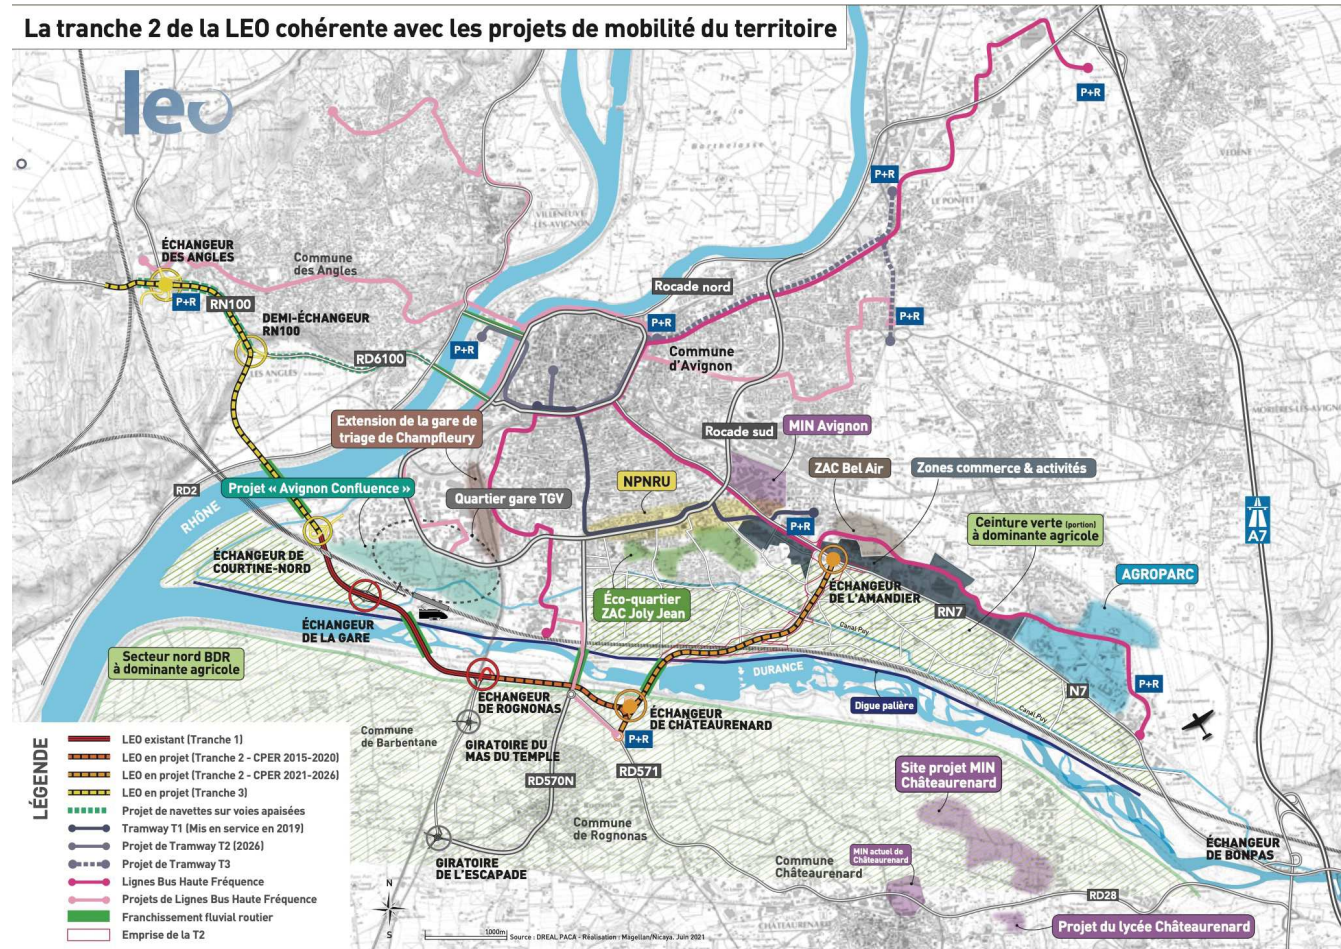 La tranche 2 de la LEO cohérente avec les projets de mobilité du territoire
leo
P+R
P+R
VEDÈNE
LE PONTET
Barthelasse
VILLENEUVE
LES-AVIGNON
ÉCHANGEUR
DES ANGLES
Commune
des Angles
P+R
RN100
DEMI-ÉCHANGEUR
RN100
LES ANGLES
RD6100
P+R
Rocade nord
P+R
P+R
Commune
d'Avignon
MORIÈRES-LES-AVIGNON
Extension de la gare de
triage de Champfleury
Rocade sud
MIN Avignon
RD2
Projet « Avignon Confluence »
Quartier gare TGV
NPNRU
ZAC Bel Air
Zones commerce & activités
RHÔNE
P+R
Ceinture verte (portion)
à dominante agricole
A7
ÉCHANGEUR DE
COURTINE-NORD
ÉCHANGEUR
DE LA GARE
Éco-quartier
ZAC Joly Jean
ÉCHANGEUR
DE L'AMANDIER
RN7
AGROPARC
Canal Puy
Secteur nord BDR
à dominante agricole
DURANCE
Digue palière
N7
P+R
Canal Puy
ÉCHANGEUR
DE ROGNONAS
ÉCHANGEUR
DE CHÂTEAURENARD
P+R
Commune
de Barbentane
GIRATOIRE DU
MAS DU TEMPLE
RD570N
RD571
Site projet MIN
Châteaurenard
Commune
de Rognonas
GIRATOIRE
DE L'ESCAPADE
MIN actuel de
Châteaurenard
Commune
Châteaurenard
ÉCHANGEUR
DE BONPAS
RD28
CHÂTEAURENARD
Projet du lycée Châteaurenard
LÉGENDE
LEO existant (Tranche 1)
LEO en projet (Tranche 2 - CPER 2015-2020)
LEO en projet (Tranche 2 - CPER 2021-2026)
LEO en projet (Tranche 3)
Projet de navettes sur voies apaisées
Tramway T1 (Mis en service en 2019)
Projet de Tramway T2 (2026)
Projet de Tramway T3
Lignes Bus Haute Fréquence
Projets de Lignes Bus Haute Fréquence
Franchissement fluvial routier
Emprise de la T2
N
S
1000m
Source : DREAL PACA - Réalisation : Magellan/Nicaya. Juin 2021